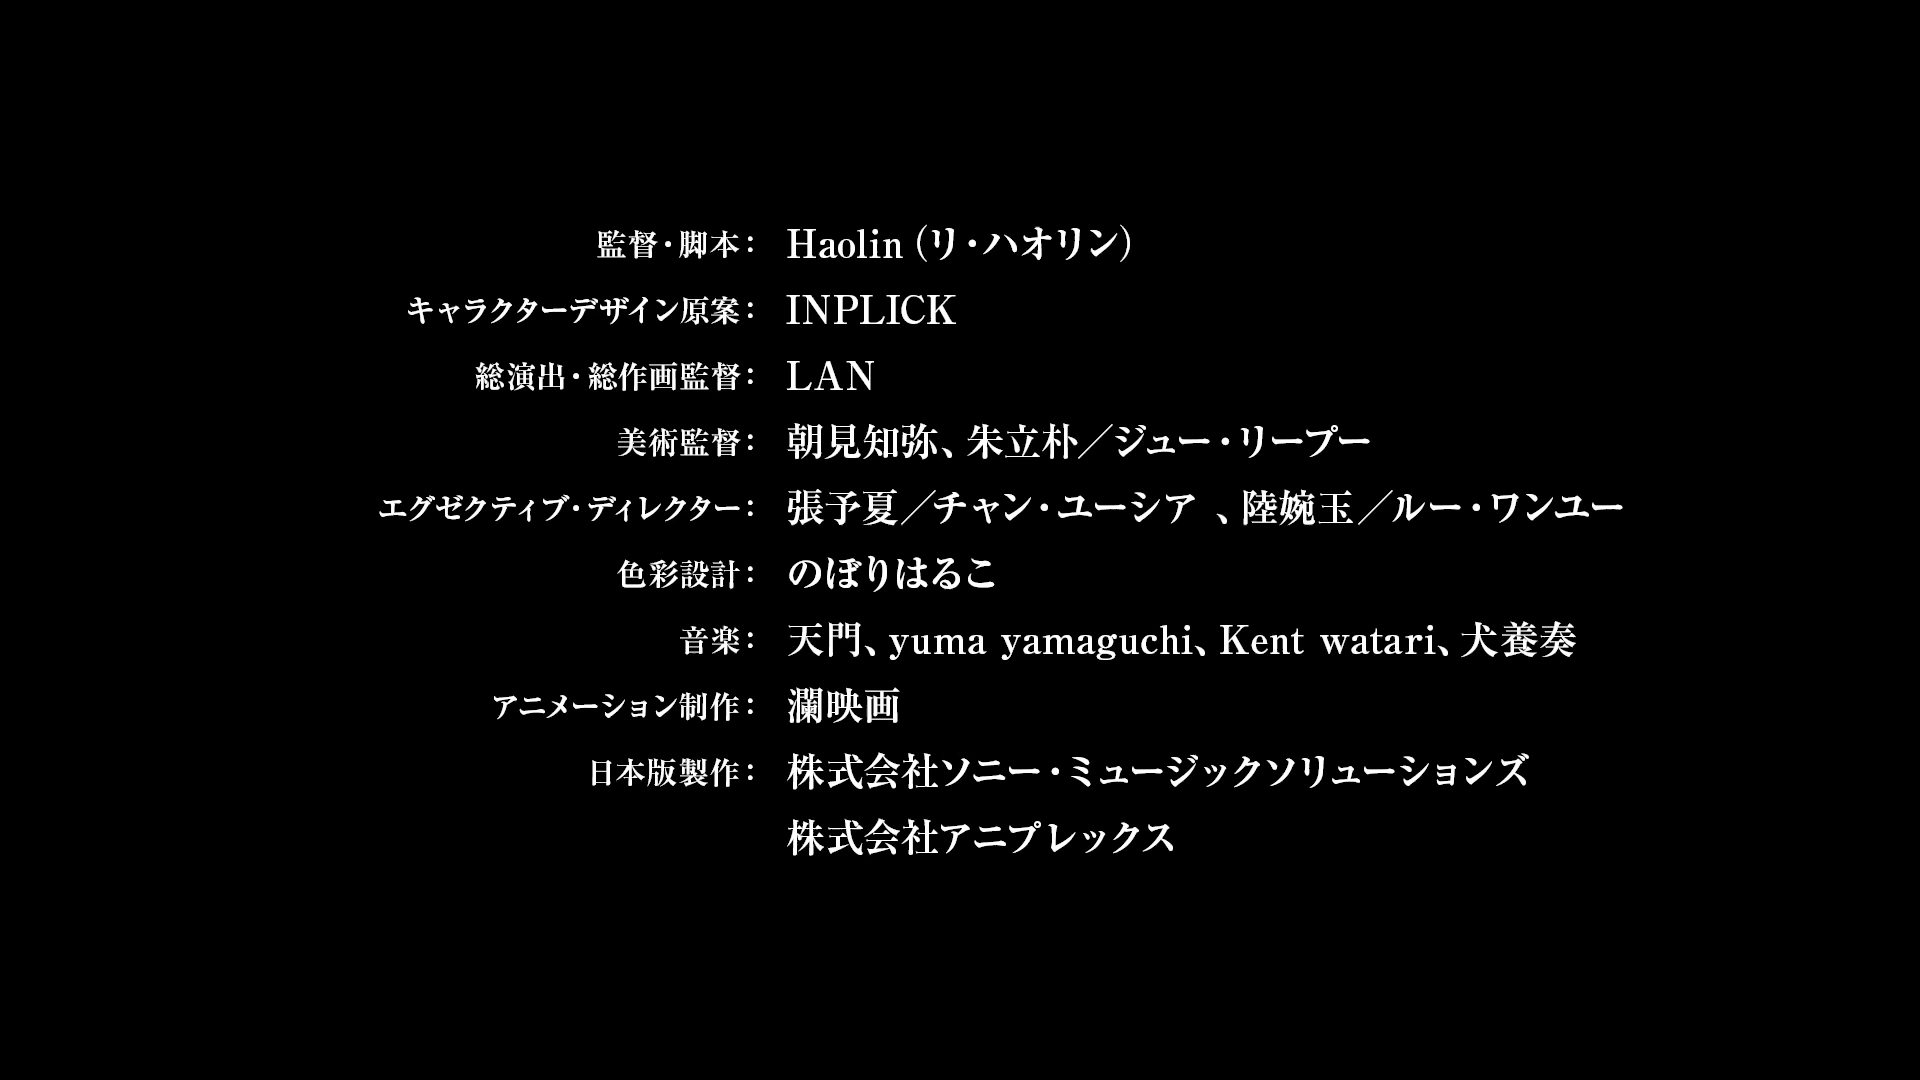 監督・脚本： Haolin（リ・ハオリン）
キャラクターデザイン原案： INPLICK
総演出・総作画監督： LAN
美術監督： 朝見知弥、朱立朴／ジュー・リープー
エグゼクティブ・ディレクター： 張予夏／チャン・ユーシア 、陸婉玉／ルー・ワンユー
色彩設計： のぼりはるこ
音楽： 天門、yuma yamaguchi、Kent watari、犬養奏
アニメーション制作： 瀾映画
日本版製作： 株式会社ソニー・ミュージックソリューションズ
株式会社アニプレックス